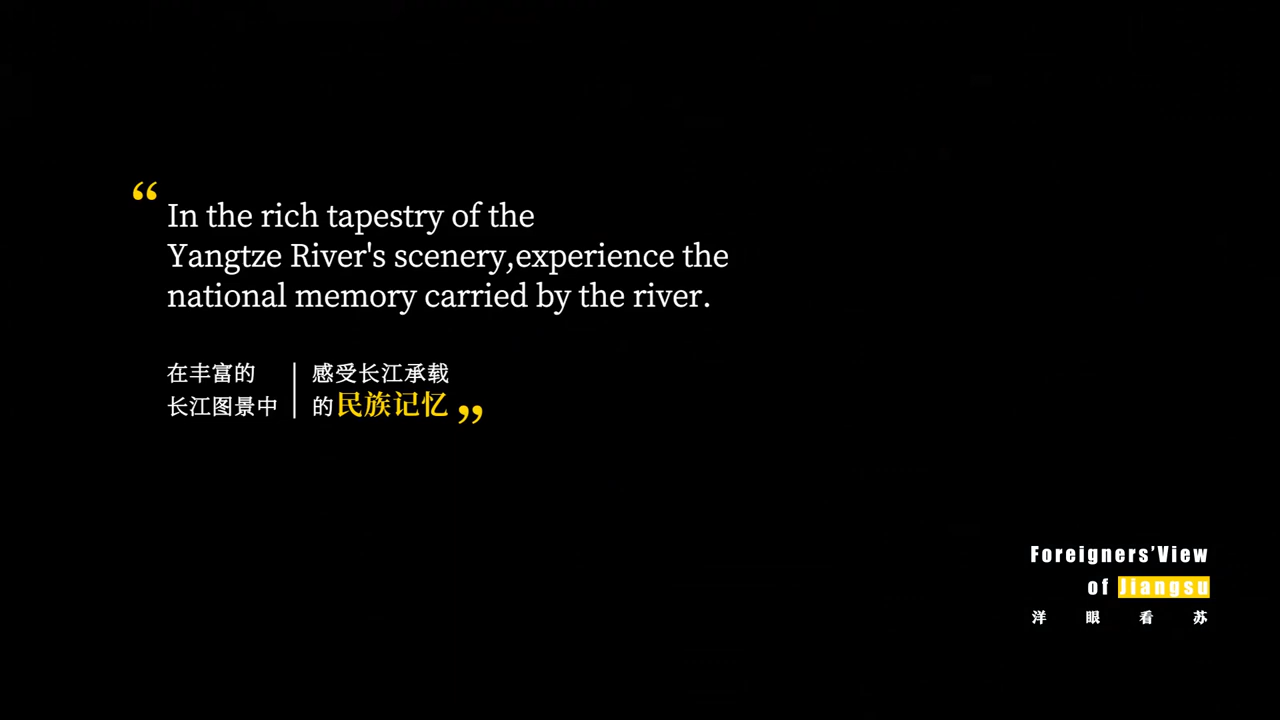 “In the rich tapestry of the
Yangtze River's scenery,experience the
national memory carried by the river.
在丰富的
长江图景中
感受长江承载
的民族记忆”
Foreigners’View
of Jiangsu
洋眼看苏